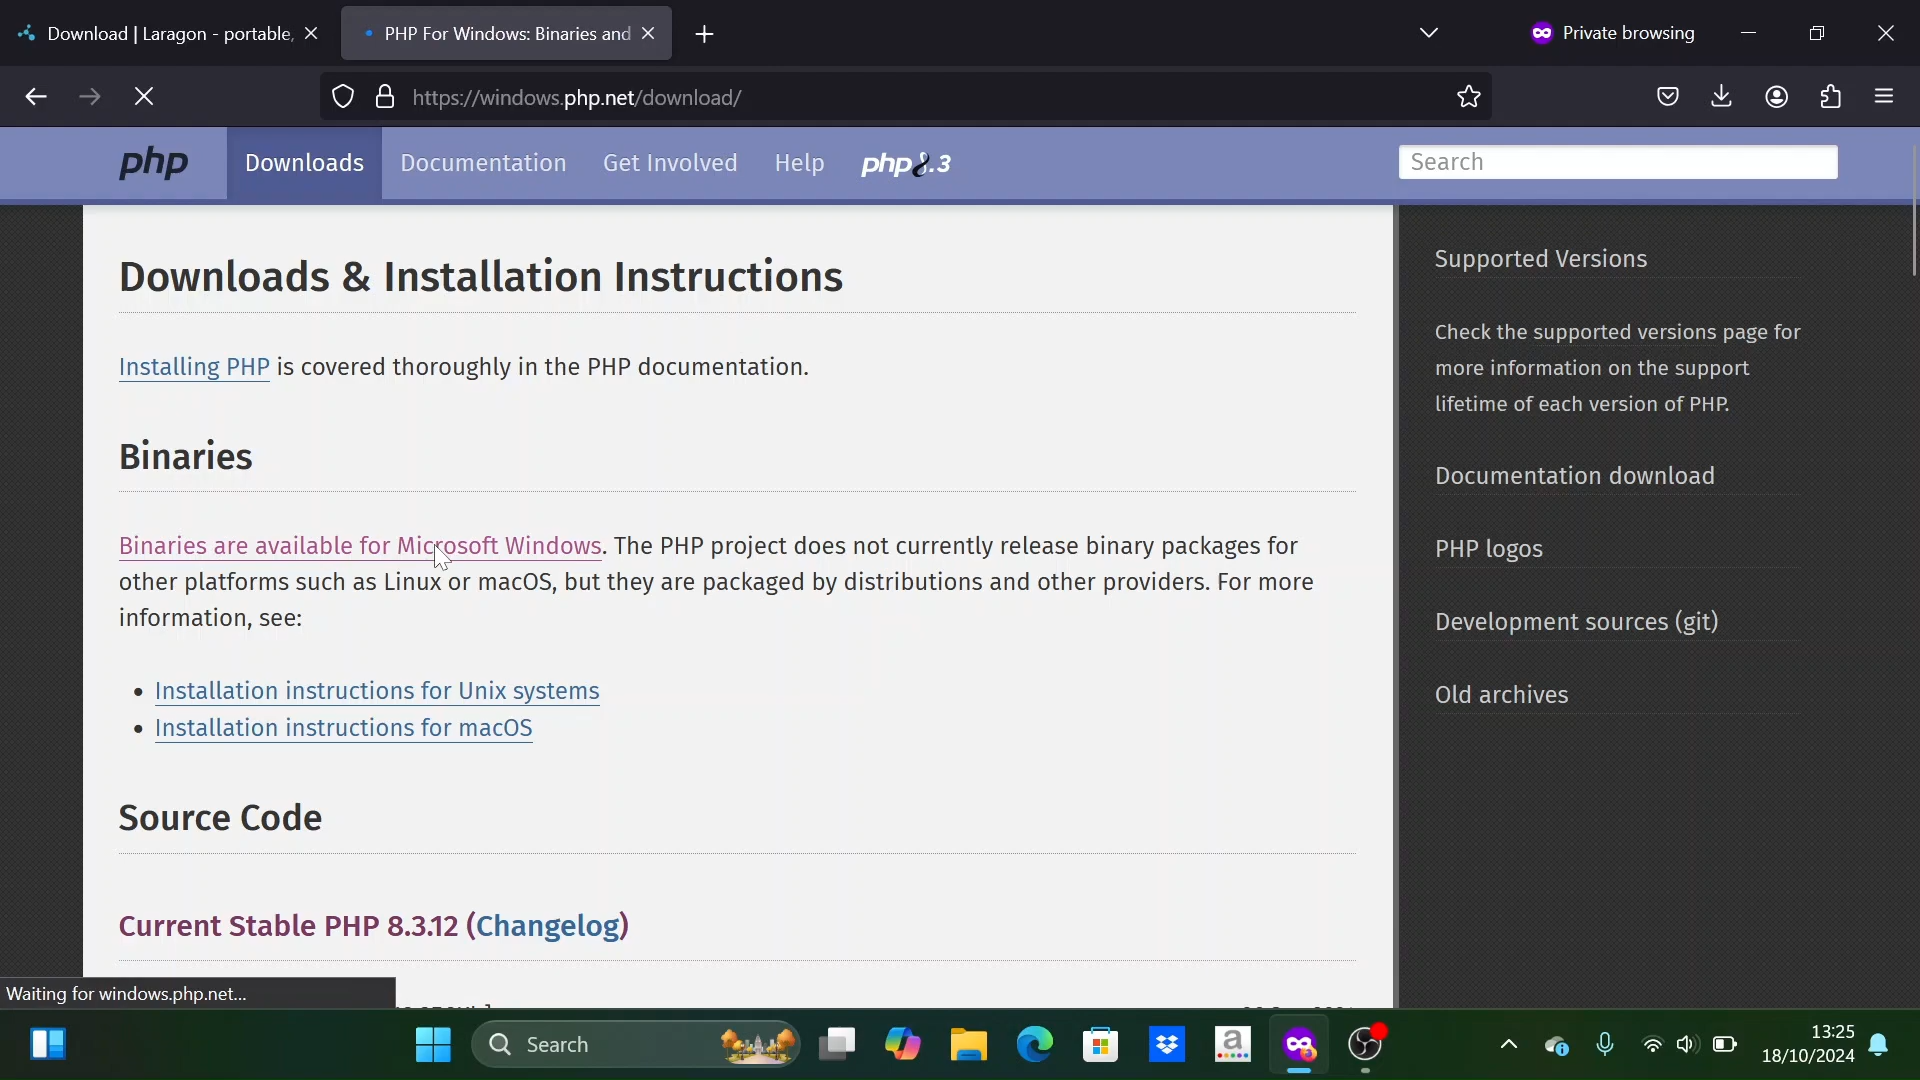 Download | Laragon - portable,
PHP For Windows: Binaries and
Private browsing
https://windows.php.net/download/
php
Downloads
Documentation
Get Involved
Help
php8.3
Search
Downloads & Installation Instructions
Installing PHP is covered thoroughly in the PHP documentation.
Binaries
Binaries are available for Microsoft Windows. The PHP project does not currently release binary packages for
other platforms such as Linux or macOS, but they are packaged by distributions and other providers. For more
information, see:
• Installation instructions for Unix systems
• Installation instructions for macOS
Source Code
Current Stable PHP 8.3.12 (Changelog)
Supported Versions
Check the supported versions page for
more information on the support
lifetime of each version of PHP.
Documentation download
PHP logos
Development sources (git)
Old archives
Waiting for windows.php.net...
Search
a
13:25
18/10/2024